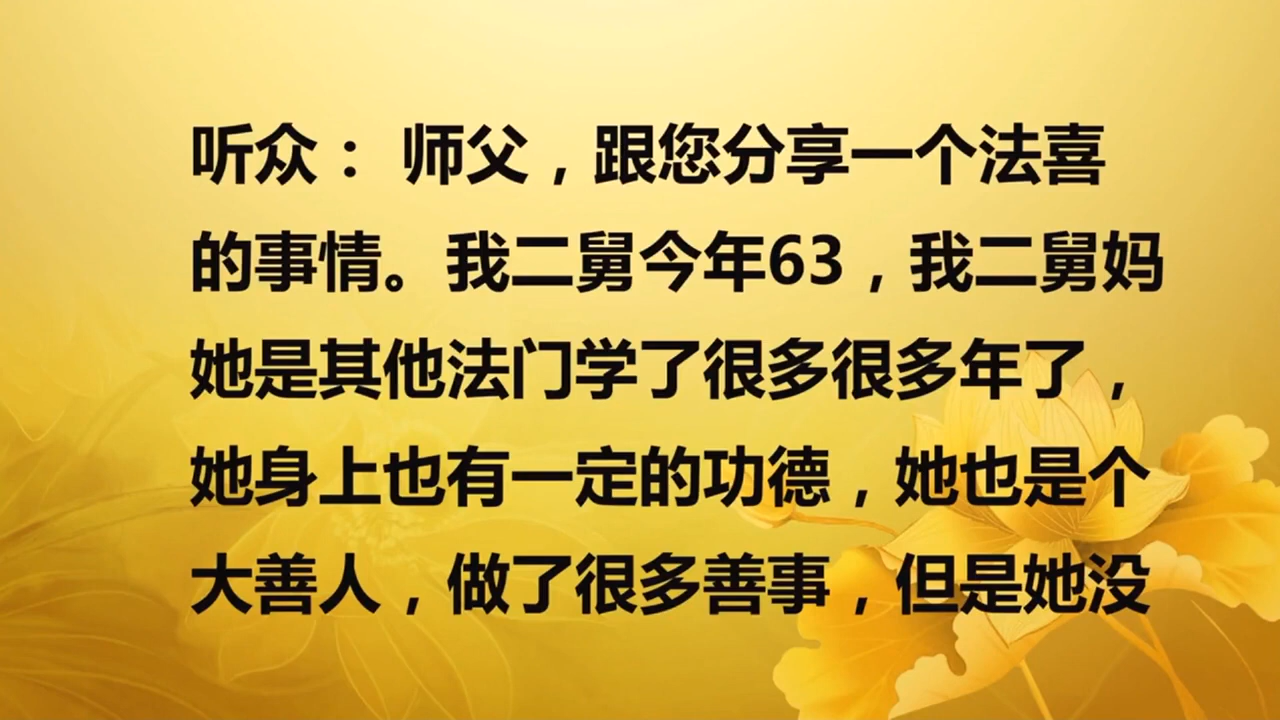 听众： 师父，跟您分享一个法喜
的事情。我二舅今年63，我二舅妈
她是其他法门学了很多很多年了，
她身上也有一定的功德，她也是个
大善人，做了很多善事，但是她没